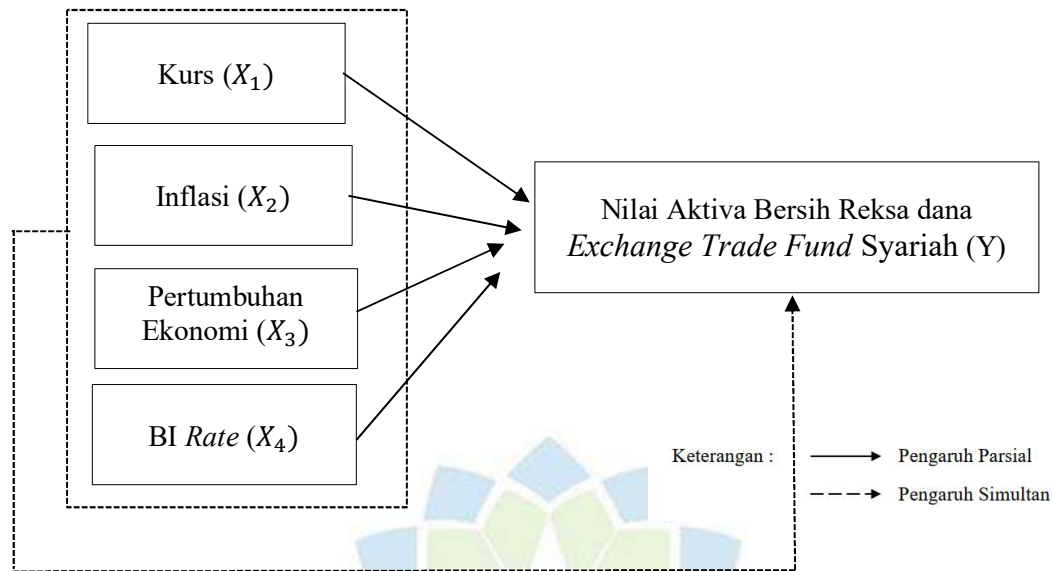 Kurs (𝑋1)
Inflasi (𝑋2)
Pertumbuhan
Ekonomi (𝑋3)
BI Rate (𝑋4)
Nilai Aktiva Bersih Reksa dana
Exchange Trade Fund Syariah (Y)
Keterangan :
Pengaruh Parsial
Pengaruh Simultan